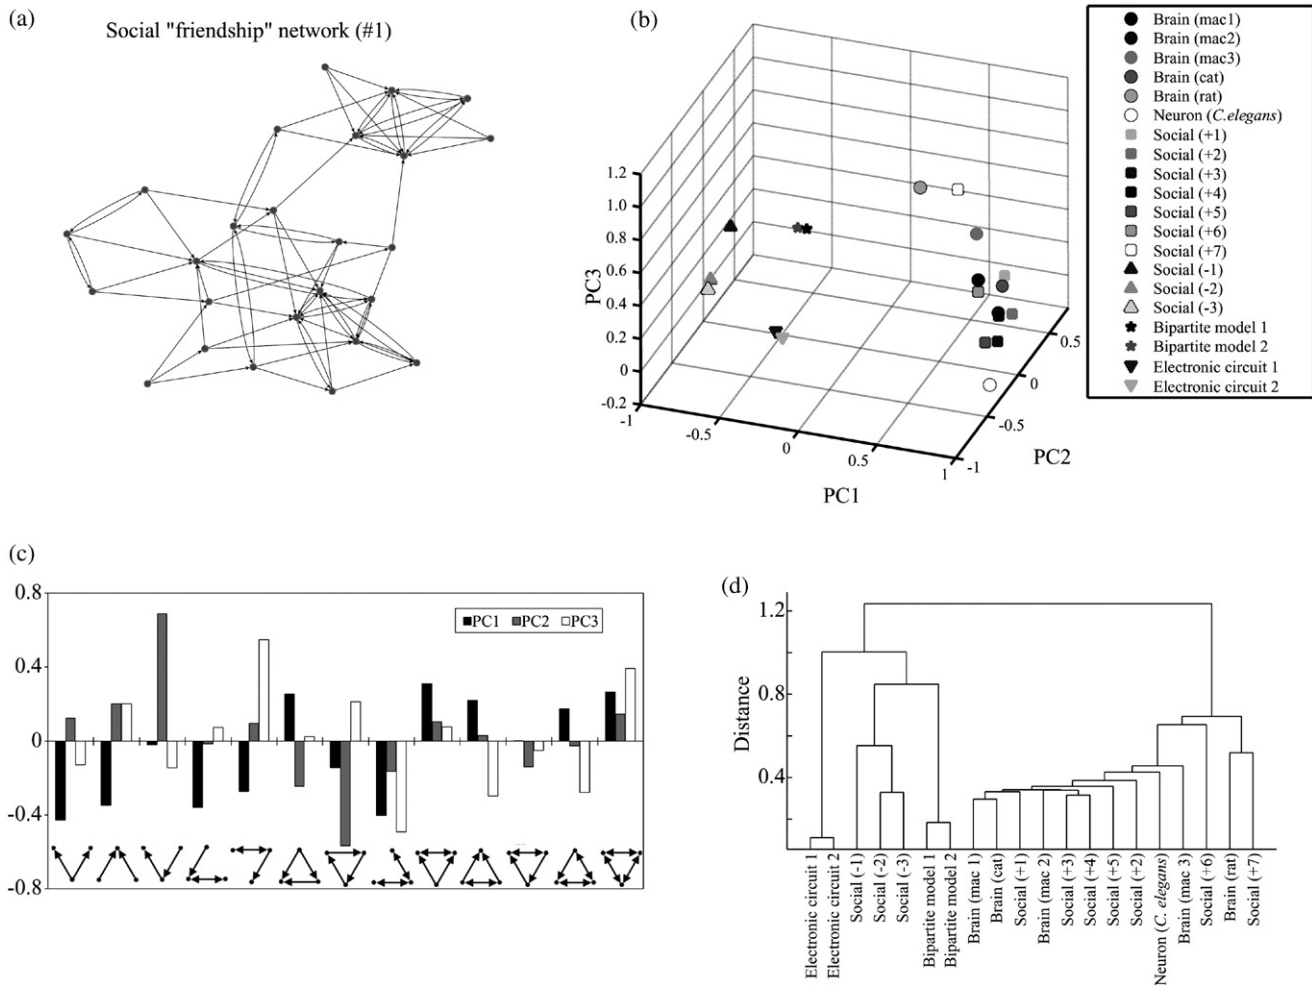 (a)
Social "friendship" network (#1)
(b)
1.2
1.0
0.8
0.6
0.4
0.2
0
-0.2
PC3
-1
-0.5
0
0.5
1
PC1
-1
-0.5
0
0.5
PC2
Brain (mac1)
Brain (mac2)
Brain (mac3)
Brain (cat)
Brain (rat)
Neuron (C.elegans)
Social (+1)
Social (+2)
Social (+3)
Social (+4)
Social (+5)
Social (+6)
Social (+7)
Social (-1)
Social (-2)
Social (-3)
Bipartite model 1
Bipartite model 2
Electronic circuit 1
Electronic circuit 2
(c)
0.8
0.4
0
-0.4
-0.8
PC1 PC2 PC3
(d)
1.2
0.8
0.4
Distance
Electronic circuit 1
Electronic circuit 2
Social (-1)
Social (-2)
Social (-3)
Bipartite model 1
Bipartite model 2
Brain (mac 1)
Brain (cat)
Social (+1)
Brain (mac 2)
Social (+3)
Social (+4)
Social (+5)
Social (+2)
Neuron (C. elegans)
Brain (mac 3)
Social (+6)
Brain (rat)
Social (+7)